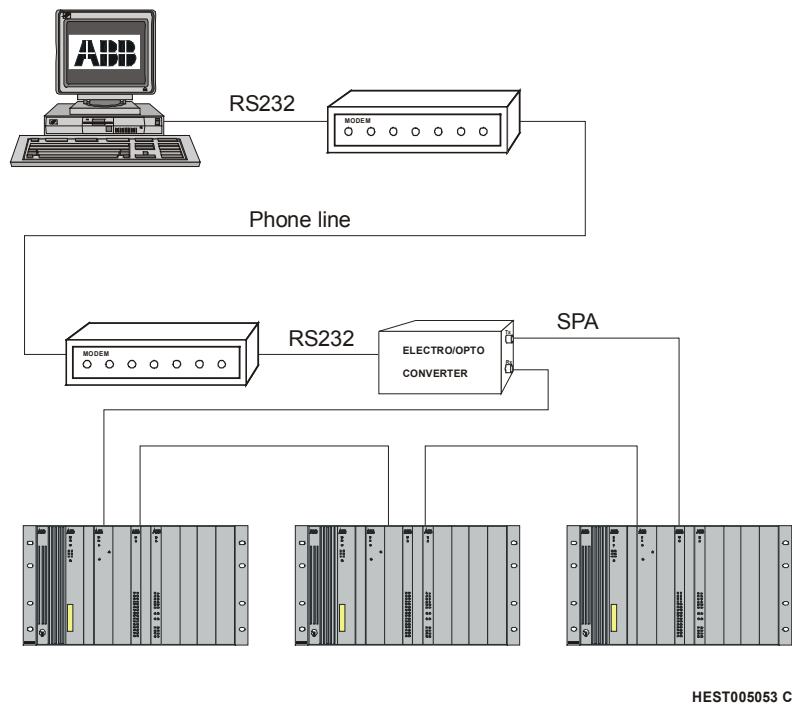 ABB
RS232
MODEM
Phone line
MODEM
RS232
ELECTRO/OPTO
CONVERTER
Tx
Rx
SPA
HEST005053 C